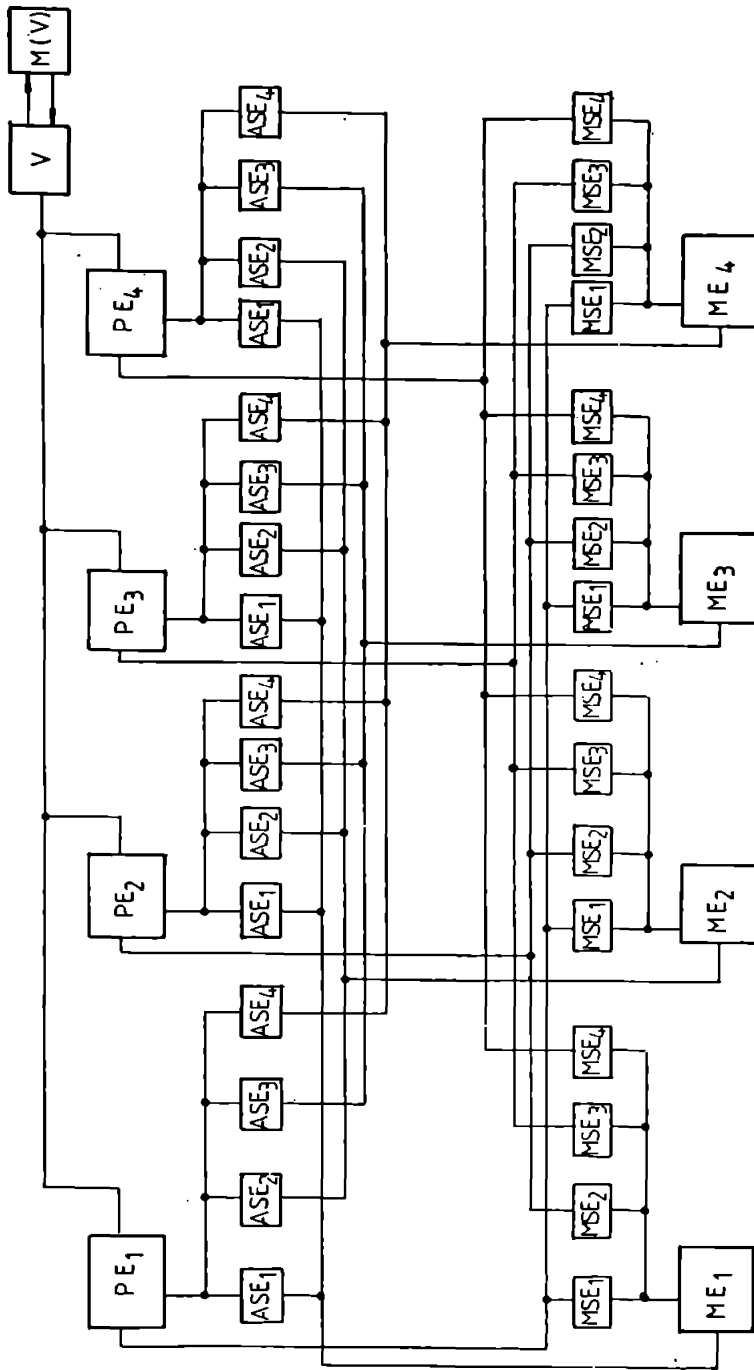 M(V)
V
PE₁ PE₂ PE₃ PE₄
ASE₁ ASE₂ ASE₃ ASE₄ ASE₁ ASE₂ ASE₃ ASE₄ ASE₁ ASE₂ ASE₃ ASE₄ ASE₁ ASE₂ ASE₃ ASE₄
MSE₁ MSE₂ MSE₃ MSE₄ MSE₁ MSE₂ MSE₃ MSE₄ MSE₁ MSE₂ MSE₃ MSE₄ MSE₁ MSE₂ MSE₃ MSE₄
ME₁ ME₂ ME₃ ME₄